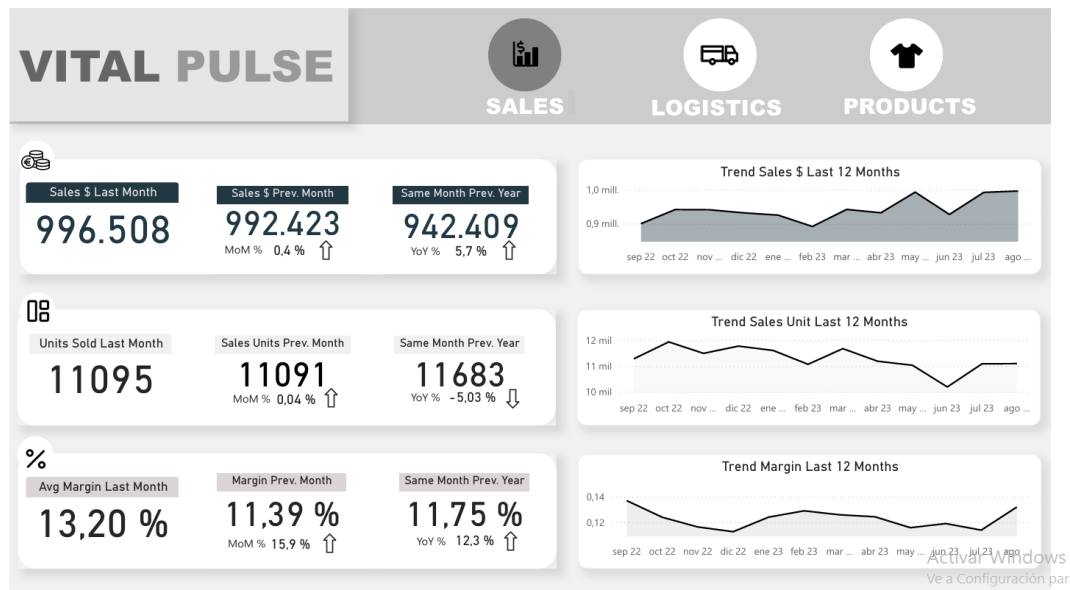 VITAL PULSE
SALES
LOGISTICS
PRODUCTS
Sales $ Last Month
996.508
Sales $ Prev. Month
992.423
MoM % 0,4 %
Same Month Prev. Year
942.409
YoY % 5,7 %
Trend Sales $ Last 12 Months
1,0 mill.
0,9 mill.
sep 22 oct 22 nov ... dic 22 ene ... feb 23 mar ... abr 23 may ... jun 23 jul 23 ago ...
Units Sold Last Month
11095
Sales Units Prev. Month
11091
MoM % 0,04 %
Same Month Prev. Year
11683
YoY % -5,03 %
Trend Sales Unit Last 12 Months
12 mil
11 mil
10 mil
sep 22 oct 22 nov ... dic 22 ene ... feb 23 mar ... abr 23 may ... jun 23 jul 23 ago ...
%
Avg Margin Last Month
13,20 %
Margin Prev. Month
11,39 %
MoM % 15,9 %
Same Month Prev. Year
11,75 %
YoY % 12,3 %
Trend Margin Last 12 Months
0,14
0,12
sep 22 oct 22 nov ... dic 22 ene 23 feb 23 mar ... abr 23 may ... jun 23 jul 23 ago ...
Activar Windows
Ve a Configuración par